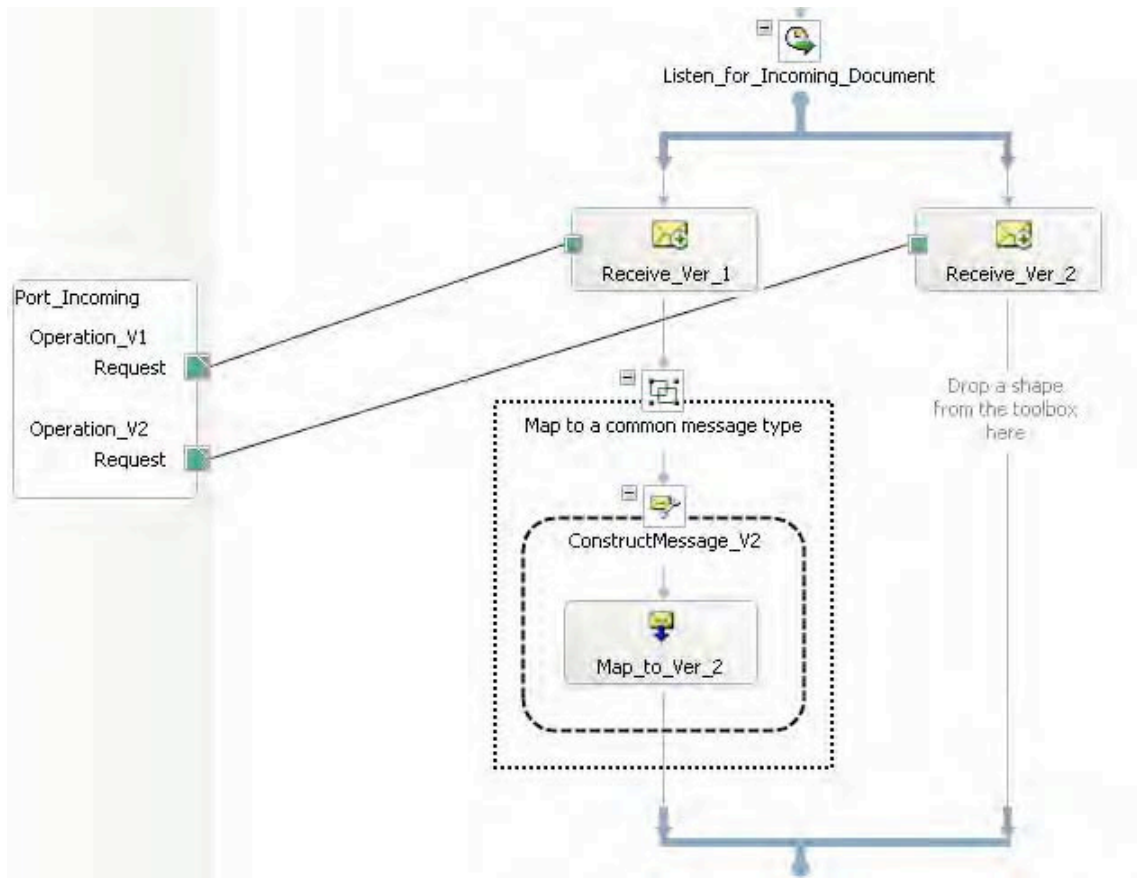 Listen_for_Incoming_Document
Receive_Ver_1
Receive_Ver_2
Port_Incoming
Operation_V1
Request
Operation_V2
Request
Drop a shape
from the toolbox
here
Map to a common message type
ConstructMessage_V2
Map_to_Ver_2